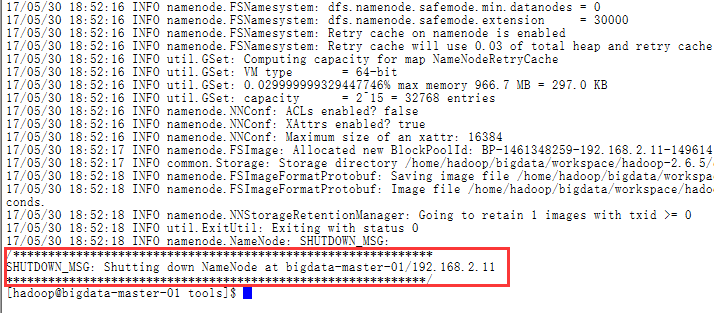 17/05/30 18:52:16 INFO namenode.FSNamesystem: dfs.namenode.safemode.min.datanodes = 0
17/05/30 18:52:16 INFO namenode.FSNamesystem: dfs.namenode.safemode.extension     = 30000
17/05/30 18:52:16 INFO namenode.FSNamesystem: Retry cache on namenode is enabled
17/05/30 18:52:16 INFO namenode.FSNamesystem: Retry cache will use 0.03 of total heap and retry cache
17/05/30 18:52:16 INFO util.GSet: Computing capacity for map NameNodeRetryCache
17/05/30 18:52:16 INFO util.GSet: VM type       = 64-bit
17/05/30 18:52:16 INFO util.GSet: 0.029999999329447746% max memory 966.7 MB = 297.0 KB
17/05/30 18:52:16 INFO util.GSet: capacity      = 2^15 = 32768 entries
17/05/30 18:52:16 INFO namenode.NNConf: ACLs enabled? false
17/05/30 18:52:16 INFO namenode.NNConf: XAttrs enabled? true
17/05/30 18:52:16 INFO namenode.NNConf: Maximum size of an xattr: 16384
17/05/30 18:52:17 INFO namenode.FSImage: Allocated new BlockPoolId: BP-1461348259-192.168.2.11-149614
17/05/30 18:52:17 INFO common.Storage: Storage directory /home/hadoop/bigdata/workspace/hadoop-2.6.5/
17/05/30 18:52:18 INFO namenode.FSImageFormatProtobuf: Saving image file /home/hadoop/bigdata/workspa
17/05/30 18:52:18 INFO namenode.FSImageFormatProtobuf: Image file /home/hadoop/bigdata/workspace/hado
conds.
17/05/30 18:52:18 INFO namenode.NNStorageRetentionManager: Going to retain 1 images with txid >= 0
17/05/30 18:52:18 INFO util.ExitUtil: Exiting with status 0
17/05/30 18:52:18 INFO namenode.NameNode: SHUTDOWN_MSG:
/************************************************************
SHUTDOWN_MSG: Shutting down NameNode at bigdata-master-01/192.168.2.11
************************************************************/
[hadoop@bigdata-master-01 tools]$